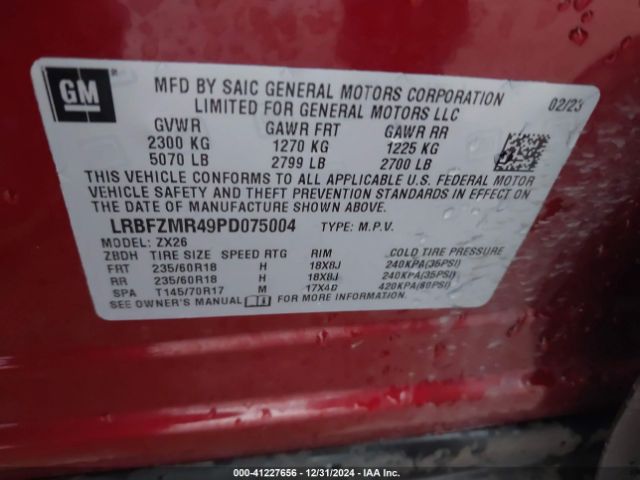 GM
MFD BY SAIC GENERAL MOTORS CORPORATION
LIMITED FOR GENERAL MOTORS LLC
02/23
GVWR GAWR FRT GAWR RR
2300 KG 1270 KG 1225 KG
5070 LB 2799 LB 2700 LB
THIS VEHICLE CONFORMS TO ALL APPLICABLE U.S. FEDERAL MOTOR
VEHICLE SAFETY AND THEFT PREVENTION STANDARDS IN EFFECT ON
THE DATE OF MANUFACTURE SHOWN ABOVE.
LRBFZMR49PD075004 TYPE: M.P.V.
MODEL: ZX26
ZBDH TIRE SIZE SPEED RTG RIM COLD TIRE PRESSURE
FRT 235/60R18 H 18X8J 240KPA(35PSI)
RR 235/60R18 H 18X8J 240KPA(35PSI)
SPA T145/70R17 M 17X4D 420KPA(60PSI)
SEE OWNER'S MANUAL
000-41227656 - 12/31/2024 - IAA Inc.